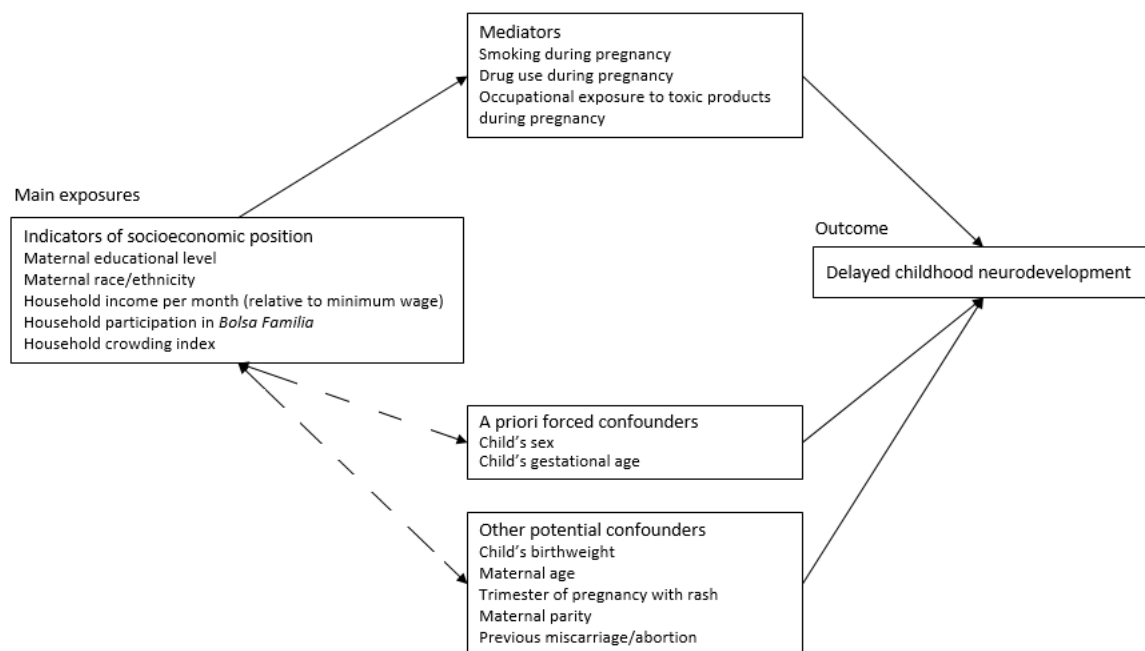 Mediators
Smoking during pregnancy
Drug use during pregnancy
Occupational exposure to toxic products
during pregnancy
Main exposures
Indicators of socioeconomic position
Maternal educational level
Maternal race/ethnicity
Household income per month (relative to minimum wage)
Household participation in Bolsa Familia
Household crowding index
Outcome
Delayed childhood neurodevelopment
A priori forced confounders
Child's sex
Child's gestational age
Other potential confounders
Child's birthweight
Maternal age
Trimester of pregnancy with rash
Maternal parity
Previous miscarriage/abortion